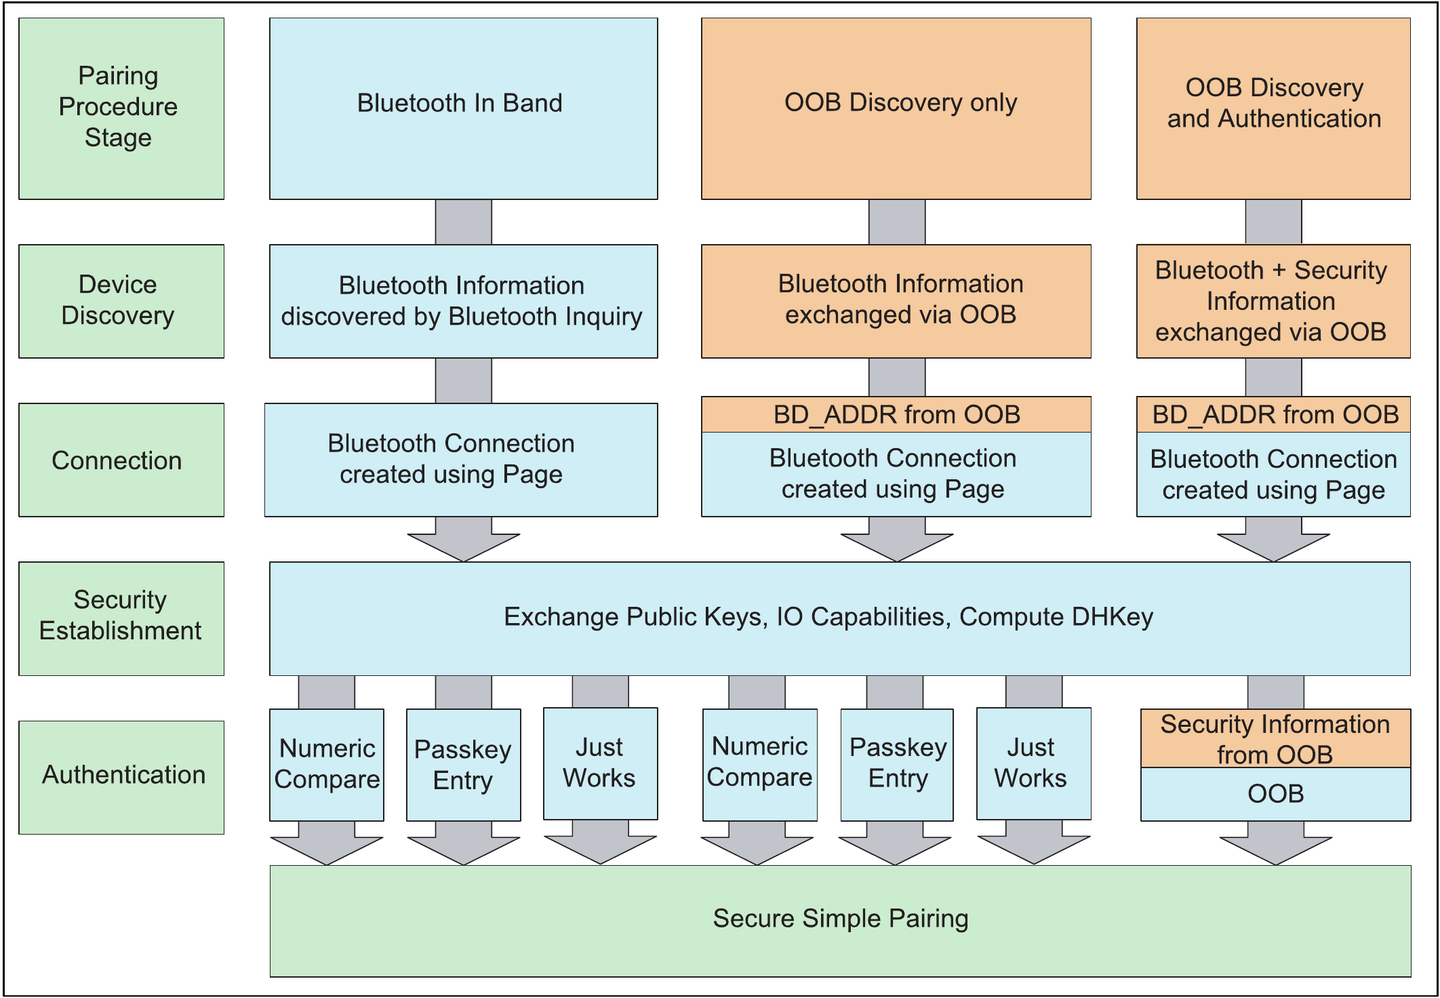 Pairing
Procedure
Stage
Bluetooth In Band
OOB Discovery only
OOB Discovery
and Authentication
Device
Discovery
Bluetooth Information
discovered by Bluetooth Inquiry
Bluetooth Information
exchanged via OOB
Bluetooth + Security
Information
exchanged via OOB
Connection
Bluetooth Connection
created using Page
BD_ADDR from OOB
Bluetooth Connection
created using Page
BD_ADDR from OOB
Bluetooth Connection
created using Page
Security
Establishment
Exchange Public Keys, IO Capabilities, Compute DHKey
Authentication
Numeric
Compare
Passkey
Entry
Just
Works
Numeric
Compare
Passkey
Entry
Just
Works
Security Information
from OOB
OOB
Secure Simple Pairing